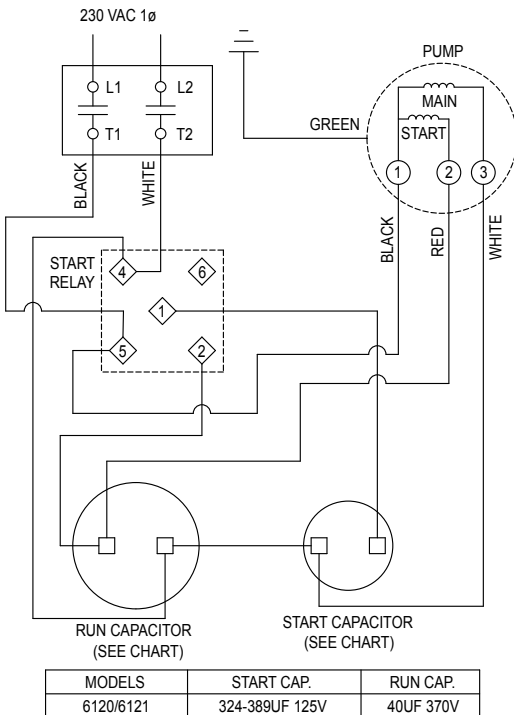 230 VAC 1ø
L1
L2
T1
T2
BLACK
WHITE
GREEN
PUMP
MAIN
START
1
2
3
BLACK
RED
WHITE
START
RELAY
4
6
1
5
2
RUN CAPACITOR
(SEE CHART)
START CAPACITOR
(SEE CHART)
MODELS START CAP. RUN CAP.
6120/6121 324-389UF 125V 40UF 370V